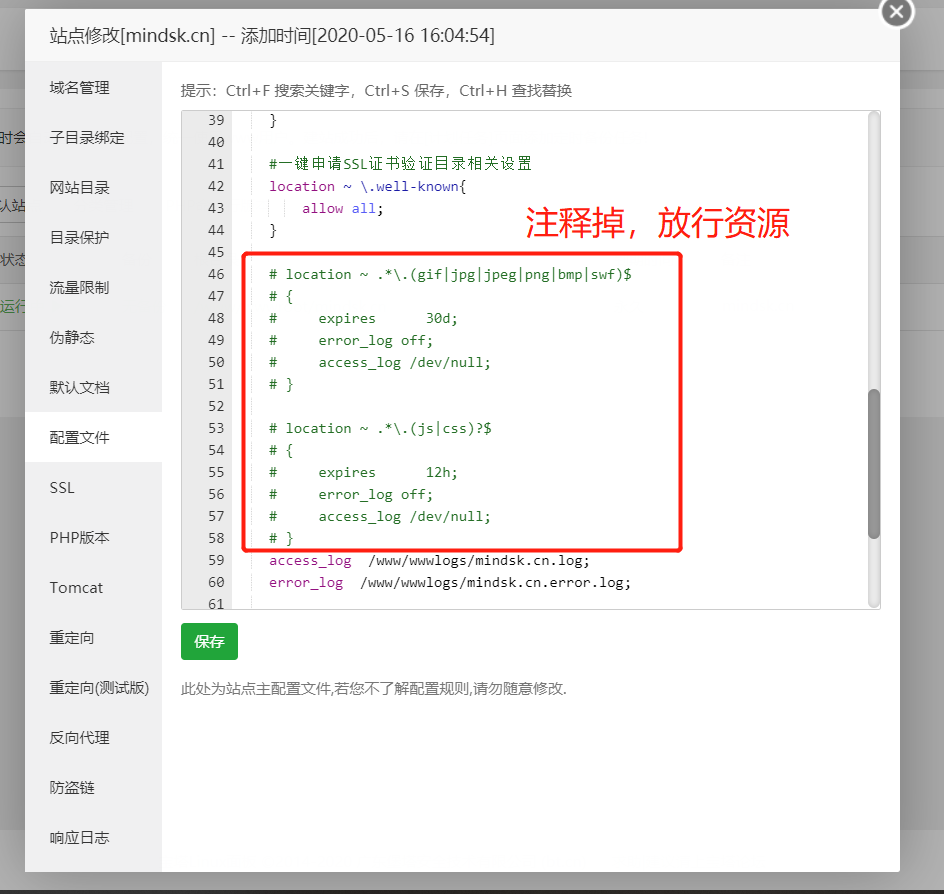 站点修改[mindsk.cn] -- 添加时间[2020-05-16 16:04:54]
域名管理
子目录绑定
网站目录
目录保护
流量限制
伪静态
默认文档
配置文件
SSL
PHP版本
Tomcat
重定向
重定向(测试版)
反向代理
防盗链
响应日志
时会
认站
状态
运行
提示：Ctrl+F 搜索关键字，Ctrl+S 保存，Ctrl+H 查找替换
39 }
40
41 #一键申请SSL证书验证目录相关设置
42 location ~ \.well-known{
43 allow all;
44 }
45
注释掉，放行资源
46 # location ~ .*\.(gif|jpg|jpeg|png|bmp|swf)$
47 # {
48 # expires 30d;
49 # error_log off;
50 # access_log /dev/null;
51 # }
52
53 # location ~ .*\.(js|css)?$
54 # {
55 # expires 12h;
56 # error_log off;
57 # access_log /dev/null;
58 # }
59 access_log /www/wwwlogs/mindsk.cn.log;
60 error_log /www/wwwlogs/mindsk.cn.error.log;
61
保存
此处为站点主配置文件,若您不了解配置规则,请勿随意修改.